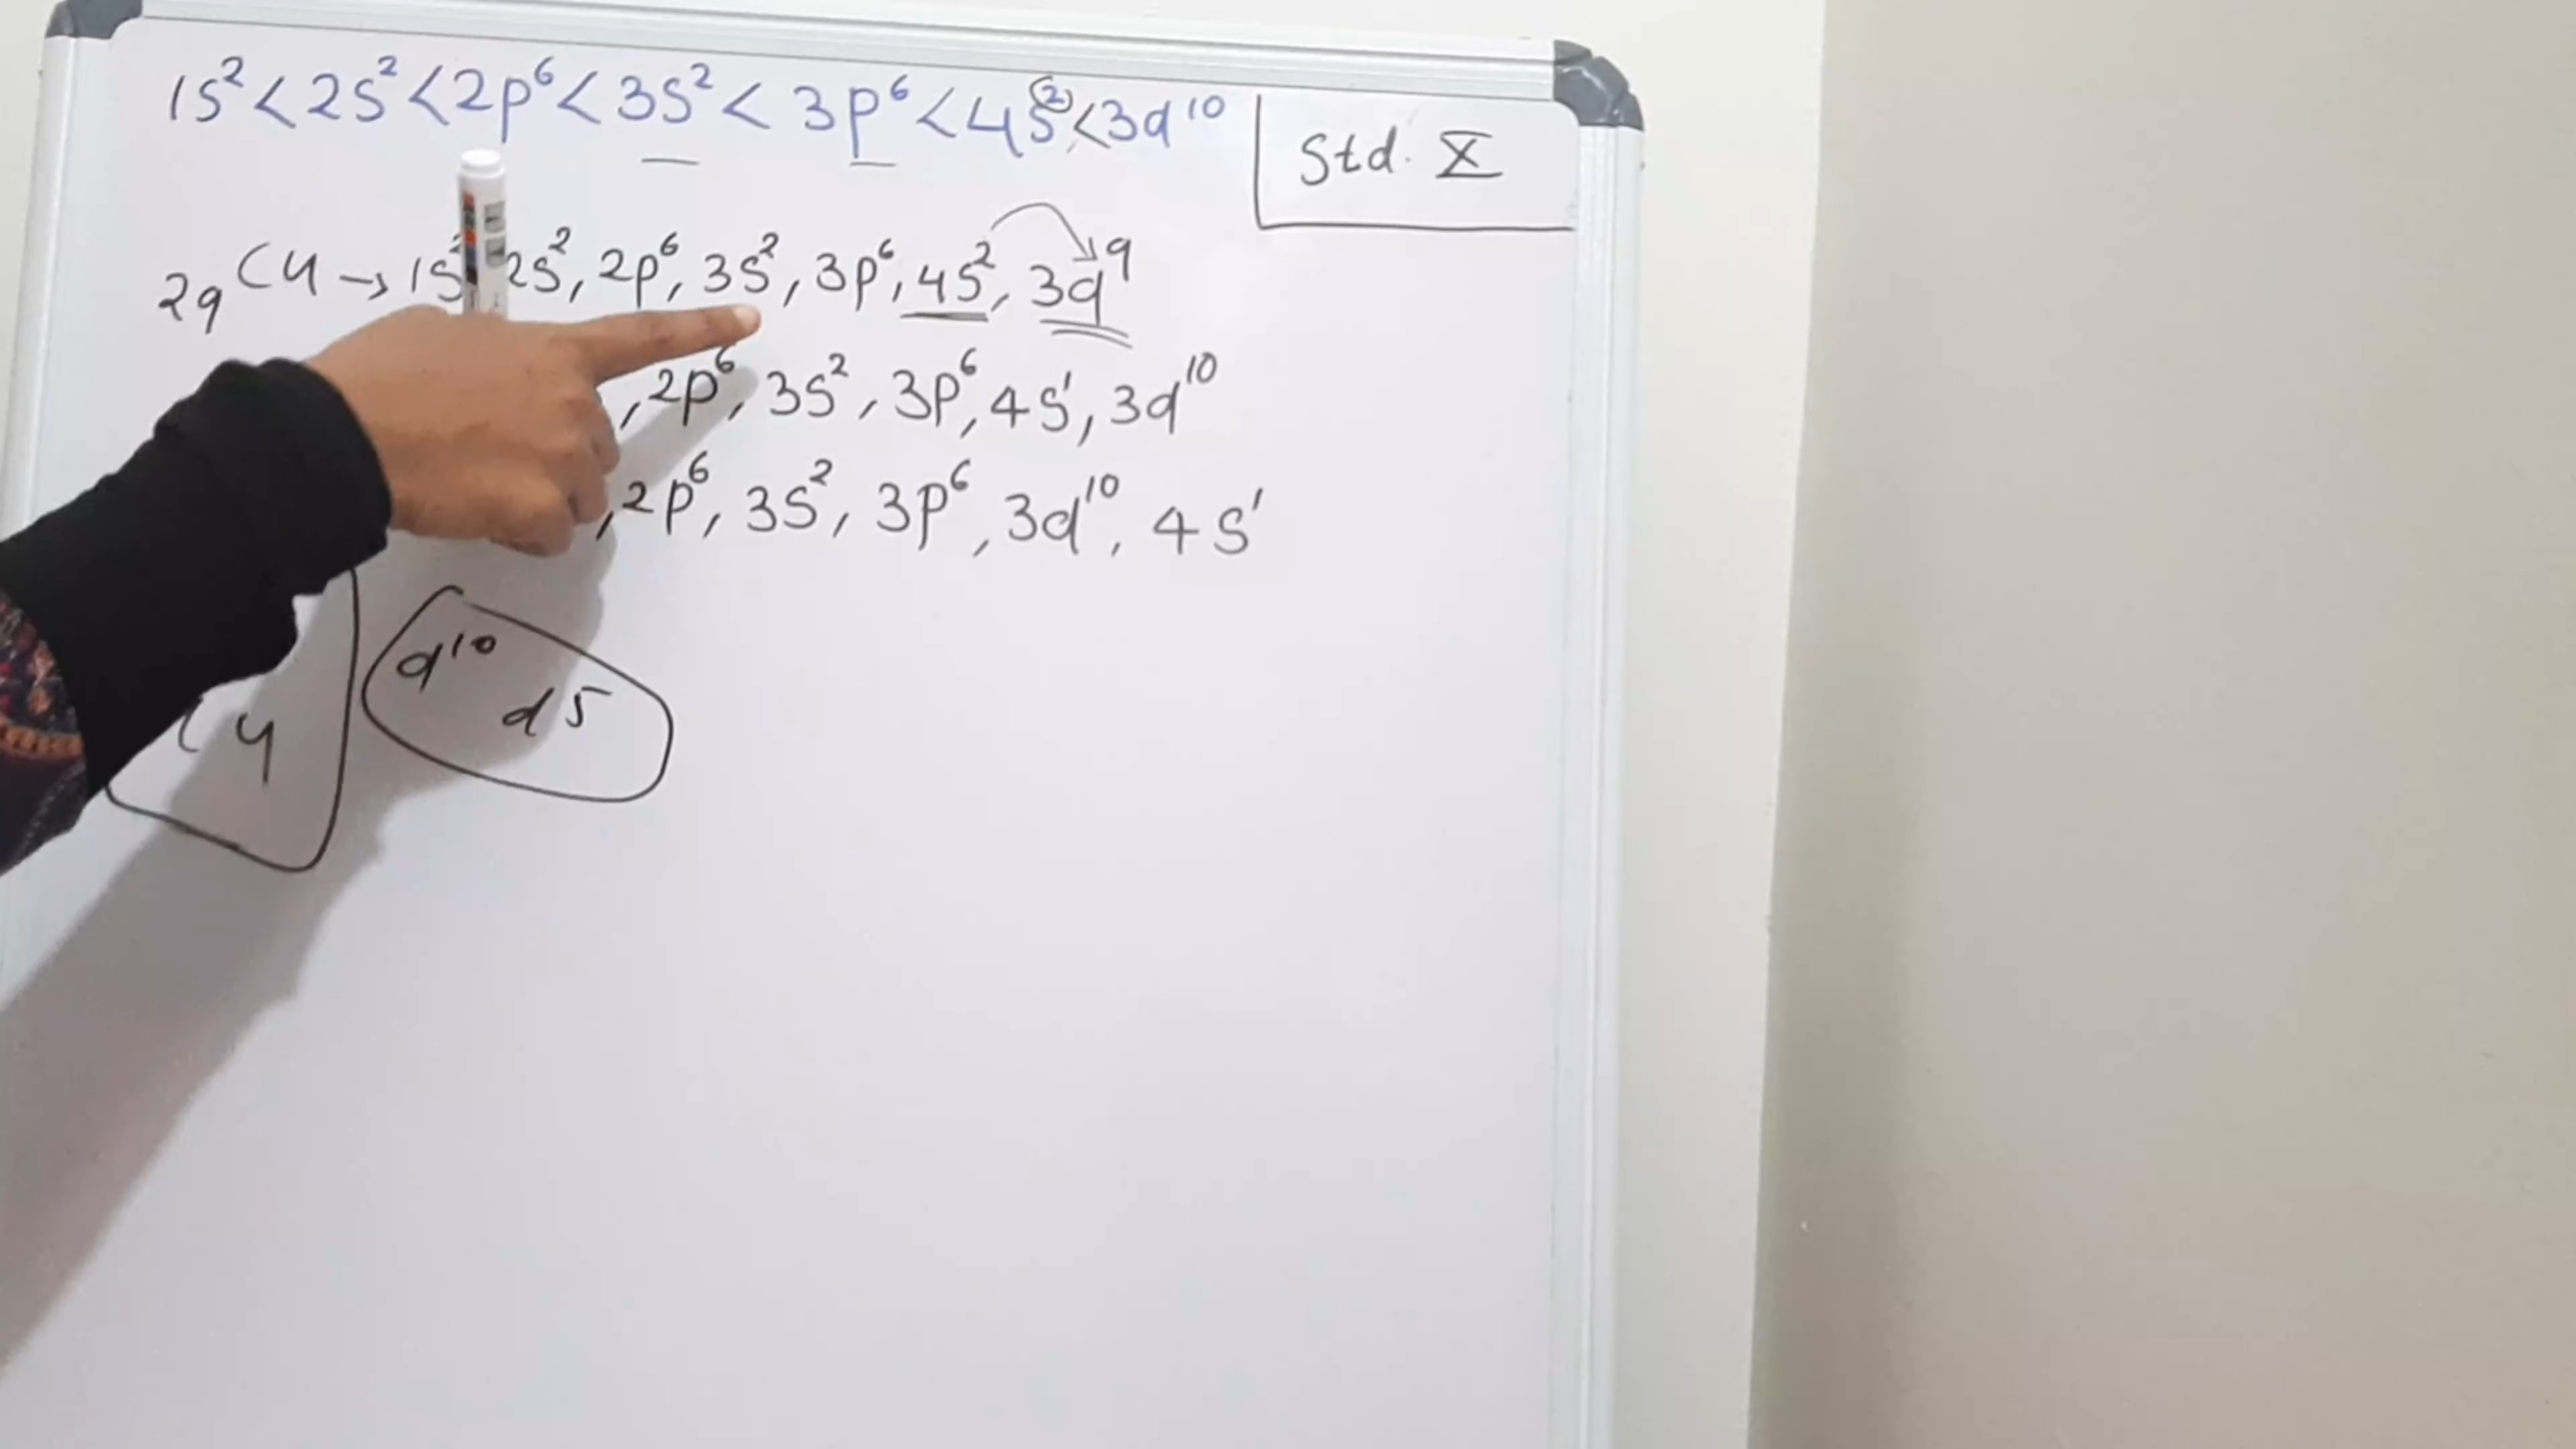 1s² < 2s² < 2p⁶ < 3s² < 3p⁶ < 4s² < 3d¹⁰
Std. X
₂₉Cu → 1s² 2s², 2p⁶, 3s², 3p⁶, 4s², 3d⁹
, 2p⁶, 3s², 3p⁶, 4s¹, 3d¹⁰
, 2p⁶, 3s², 3p⁶, 3d¹⁰, 4s¹
d¹⁰
d⁵
Cu